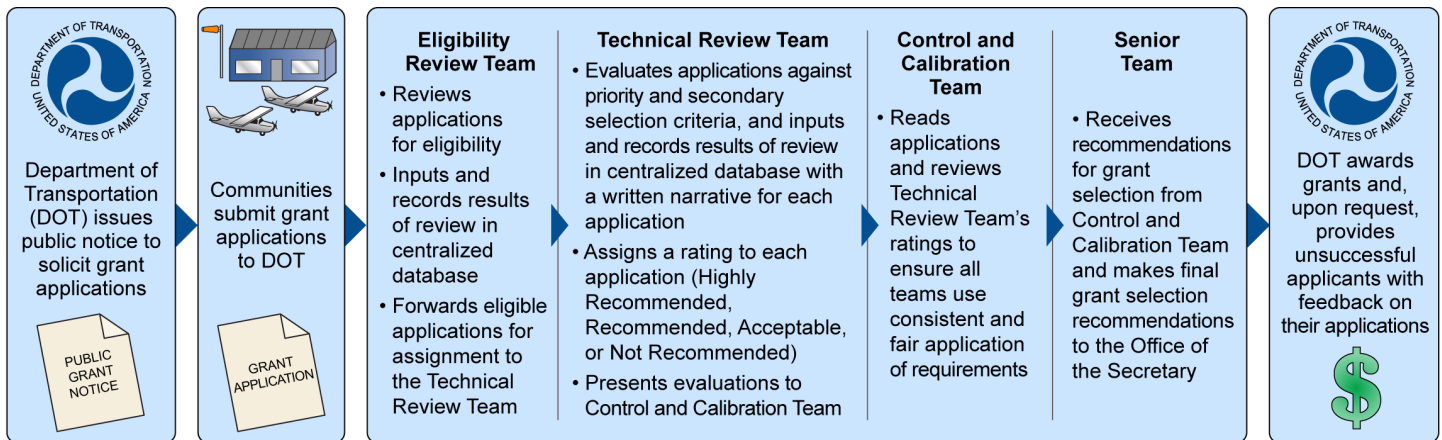 DEPARTMENT OF TRANSPORTATION
UNITED STATES OF AMERICA
Department of
Transportation
(DOT) issues
public notice to
solicit grant
applications
PUBLIC
GRANT
NOTICE
Communities
submit grant
applications
to DOT
GRANT
APPLICATION
Eligibility
Review Team
• Reviews
applications
for eligibility
• Inputs and
records results
of review in
centralized
database
• Forwards eligible
applications for
assignment to
the Technical
Review Team
Technical Review Team
• Evaluates applications against
priority and secondary
selection criteria, and inputs
and records results of review
in centralized database with
a written narrative for each
application
• Assigns a rating to each
application (Highly
Recommended,
Recommended, Acceptable,
or Not Recommended)
• Presents evaluations to
Control and Calibration Team
Control and
Calibration
Team
• Reads
applications
and reviews
Technical
Review Team’s
ratings to
ensure all
teams use
consistent and
fair application
of requirements
Senior
Team
• Receives
recommendations
for grant
selection from
Control and
Calibration Team
and makes final
grant selection
recommendations
to the Office of
the Secretary
DEPARTMENT OF TRANSPORTATION
UNITED STATES OF AMERICA
DOT awards
grants and,
upon request,
provides
unsuccessful
applicants with
feedback on
their applications
$